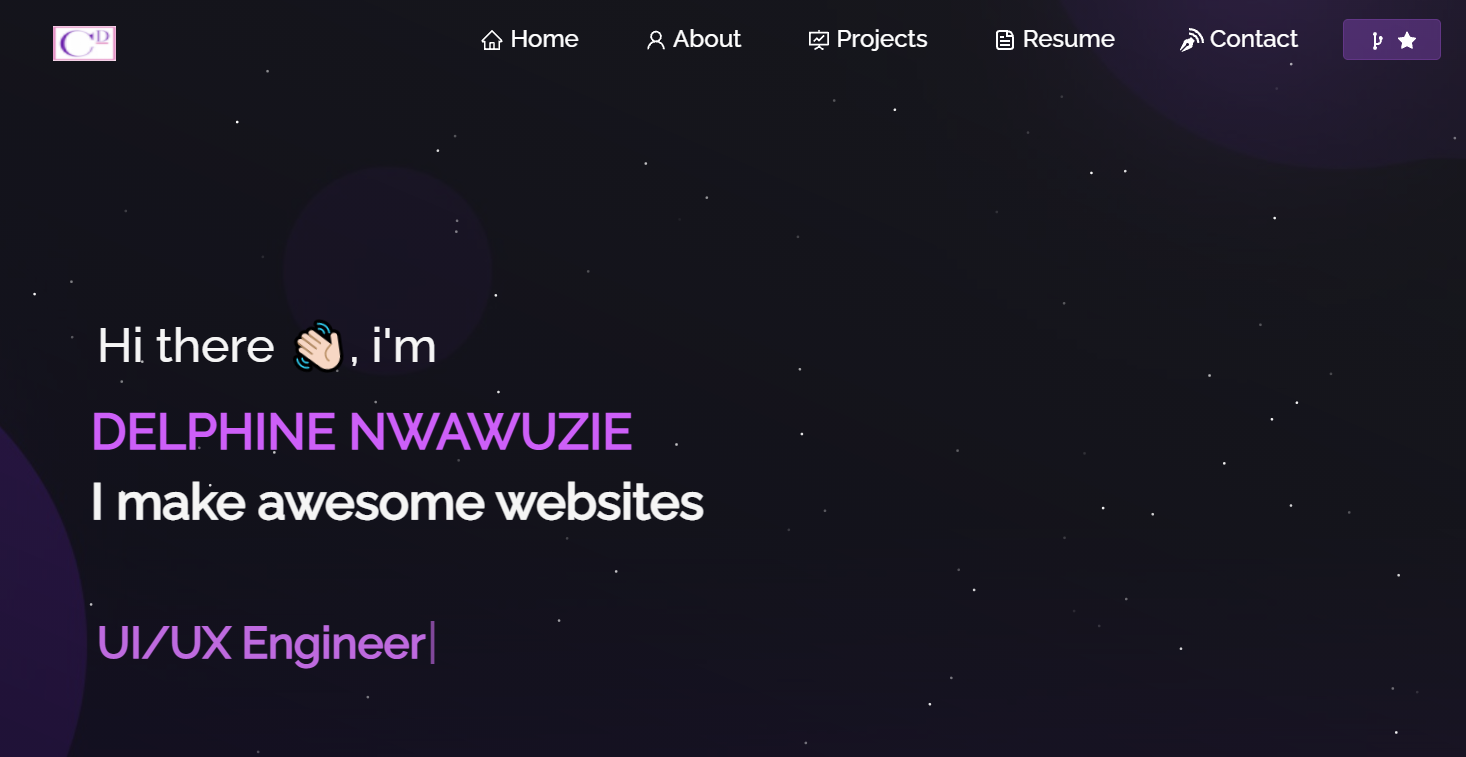 CD
Home
About
Projects
Resume
Contact
Hi there 👋🏻, i'm
DELPHINE NWAWUZIE
I make awesome websites
UI/UX Engineer|